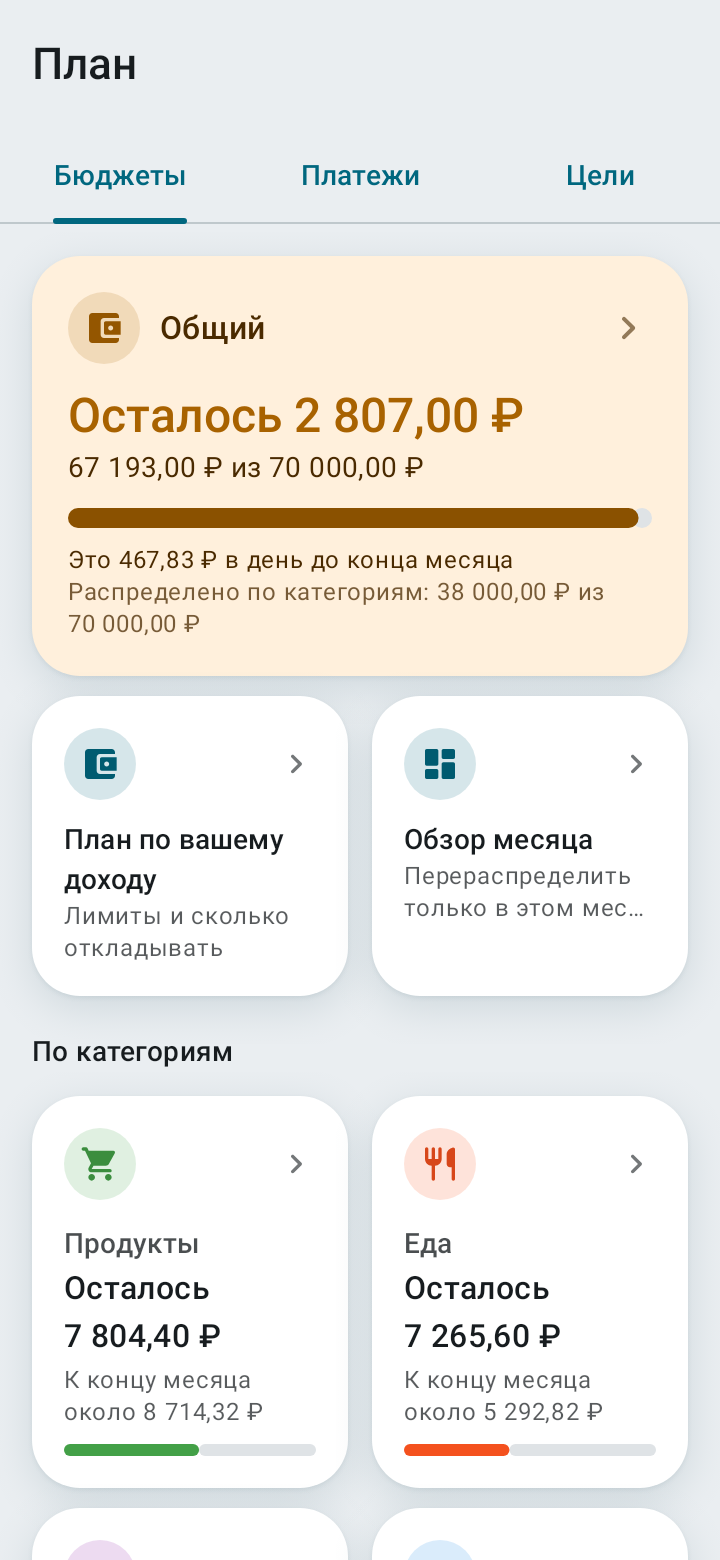 План
Бюджеты Платежи Цели
Общий
Осталось 2 807,00 ₽
67 193,00 ₽ из 70 000,00 ₽
Это 467,83 ₽ в день до конца месяца
Распределено по категориям: 38 000,00 ₽ из
70 000,00 ₽
План по вашему
доходу
Лимиты и сколько
откладывать
Обзор месяца
Перераспределить
только в этом мес…
По категориям
Продукты
Осталось
7 804,40 ₽
К концу месяца
около 8 714,32 ₽
Еда
Осталось
7 265,60 ₽
К концу месяца
около 5 292,82 ₽